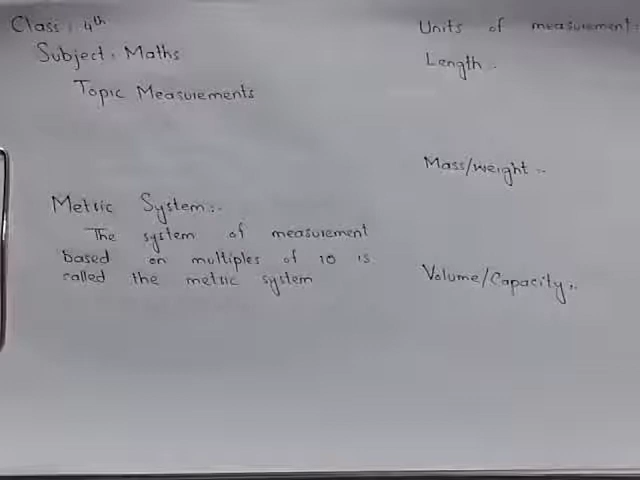 Class : 4th
Subject : Maths
Topic Measurements
Metric System :-
The system of measurement
based on multiples of 10 is
called the metric system
Units of measurement :
Length :-
Mass/weight :-
Volume/Capacity :-